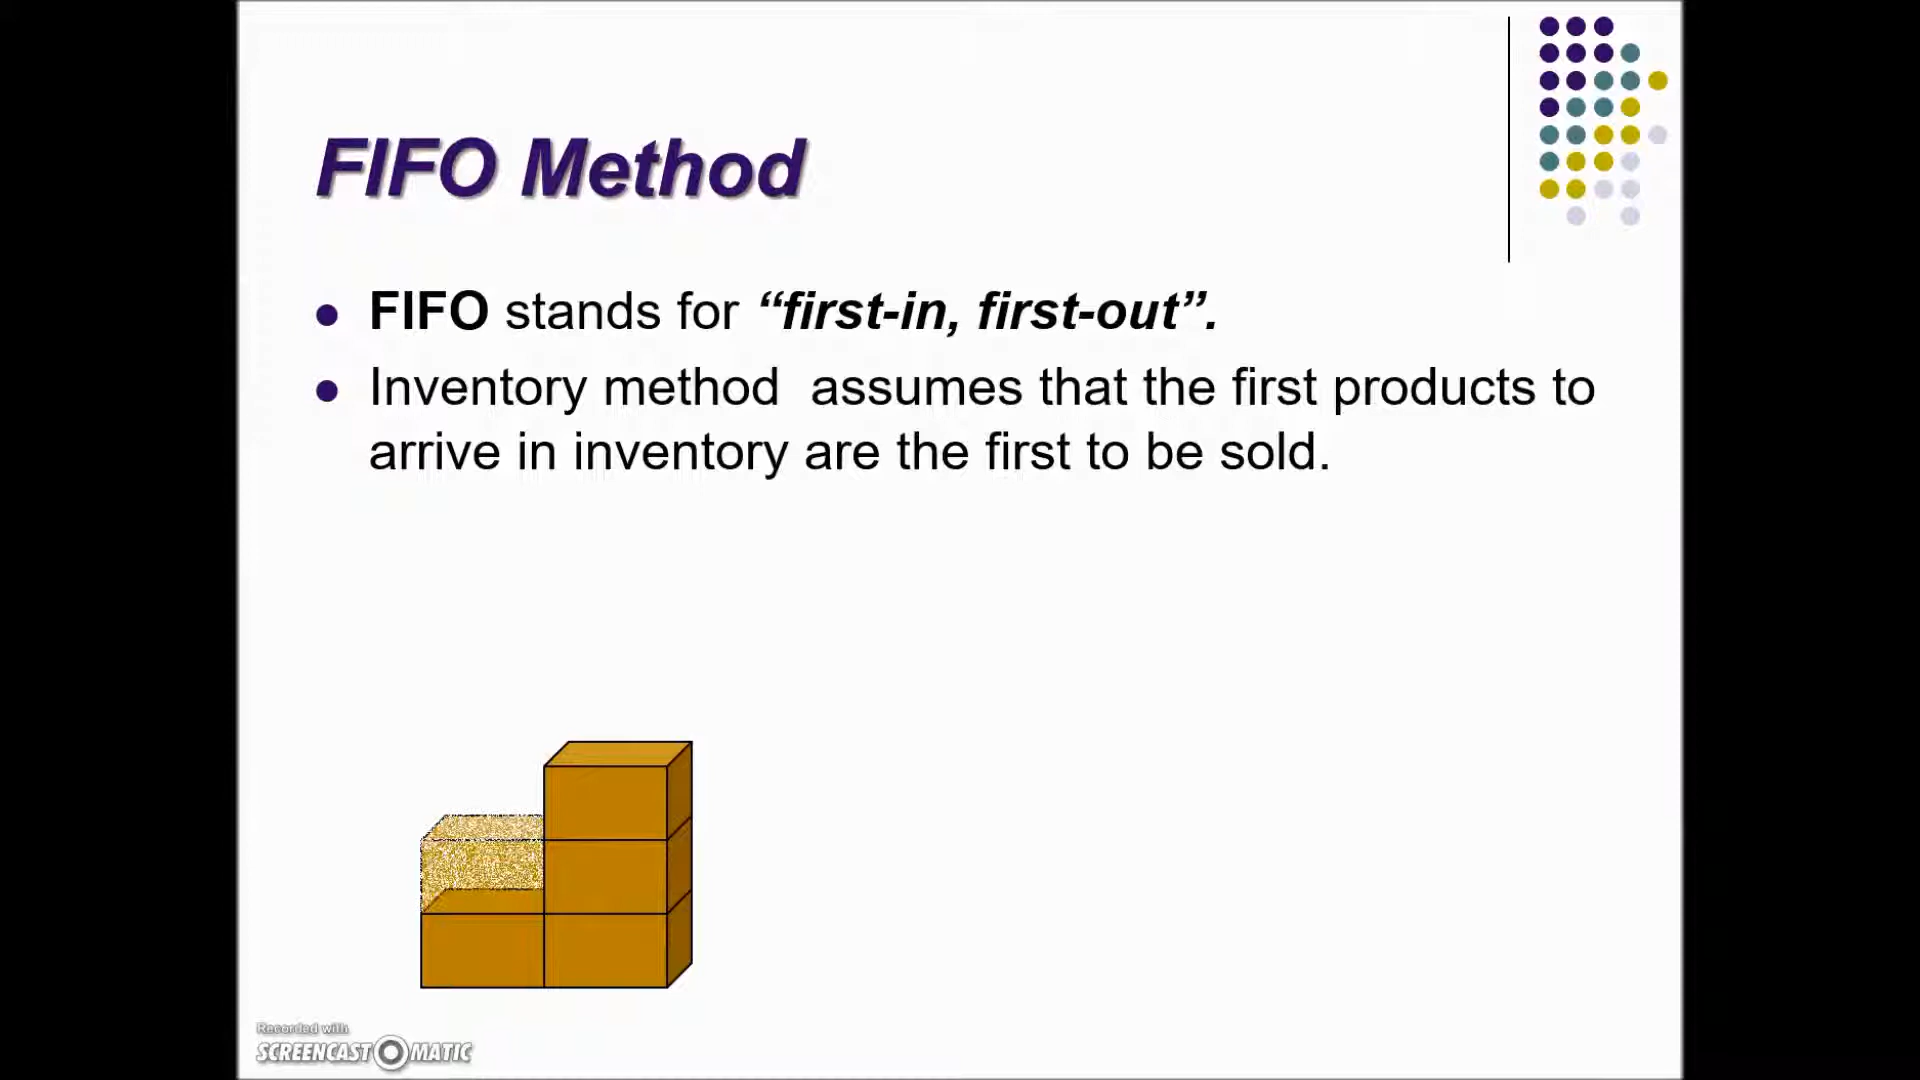 FIFO Method
FIFO stands for “first-in, first-out”.
Inventory method  assumes that the first products to
arrive in inventory are the first to be sold.
Recorded with
SCREENCAST MATIC